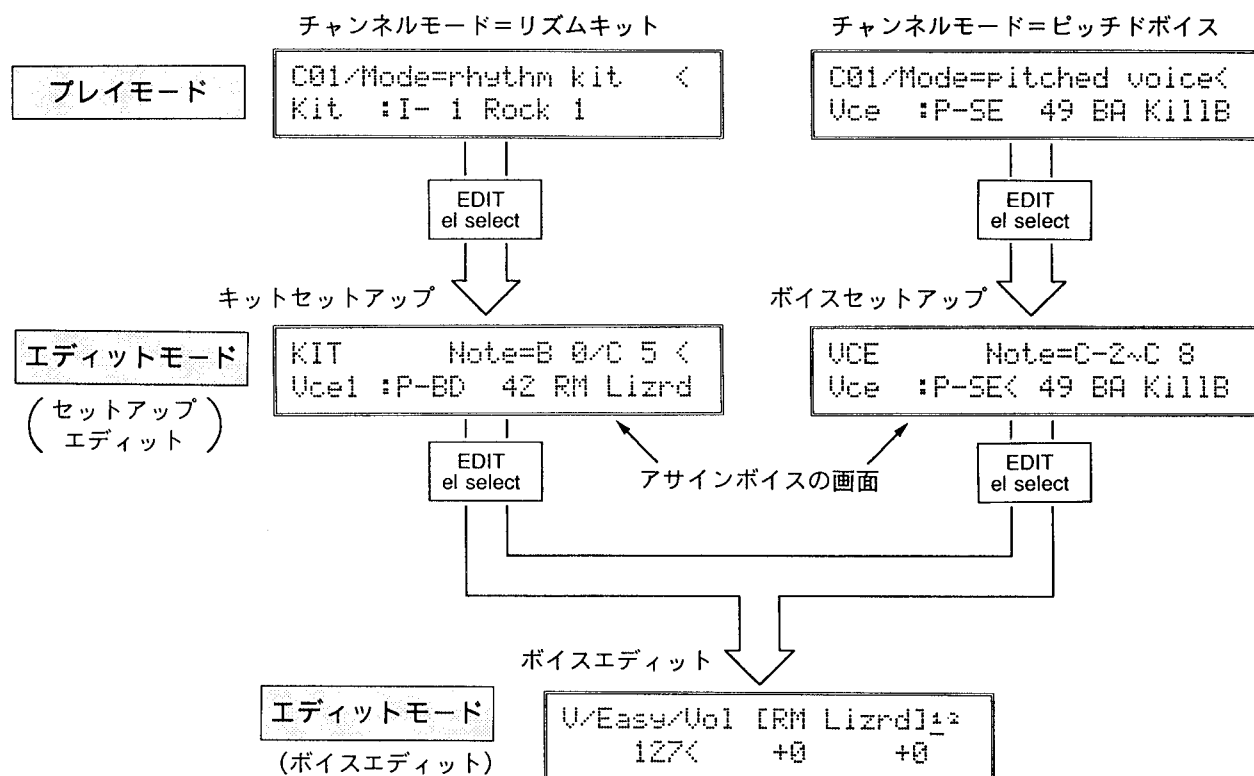 チャンネルモード=リズムキット
チャンネルモード=ピッチドボイス
プレイモード
C01/Mode=rhythm kit <
Kit :I- 1 Rock 1
C01/Mode=pitched voice<
Vce :P-SE 49 BA KillB
EDIT
el select
EDIT
el select
キットセットアップ
ボイスセットアップ
エディットモード
(セットアップ
エディット)
KIT Note=B 0/C 5 <
Vce1 :P-BD 42 RM Lizrd
VCE Note=C-2~C 8
Vce :P-SE< 49 BA KillB
EDIT
el select
アサインボイスの画面
EDIT
el select
ボイスエディット
エディットモード
(ボイスエディット)
V/Easy/Vol [RM Lizrd]12
127< +0 +0